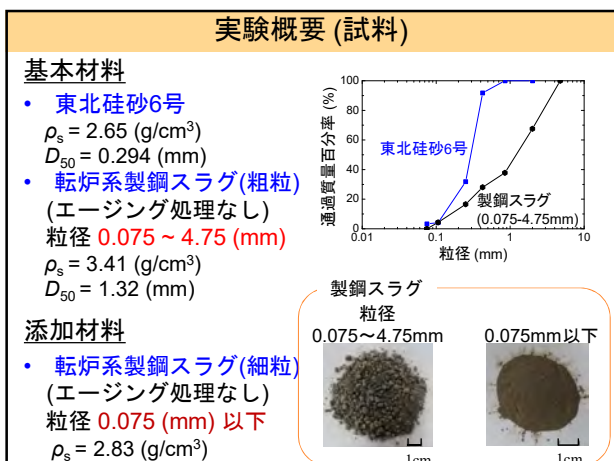 実験概要 (試料)
基本材料
• 東北硅砂6号
ρs = 2.65 (g/cm³)
D50 = 0.294 (mm)
• 転炉系製鋼スラグ(粗粒)
(エージング処理なし)
粒径 0.075 ~ 4.75 (mm)
ρs = 3.41 (g/cm³)
D50 = 1.32 (mm)
添加材料
• 転炉系製鋼スラグ(細粒)
(エージング処理なし)
粒径 0.075 (mm) 以下
ρs = 2.83 (g/cm³)
通過質量百分率 (%)
100
80
60
40
20
0
東北硅砂6号
製鋼スラグ
(0.075-4.75mm)
0.01 0.1 1 10
粒径 (mm)
製鋼スラグ
粒径
0.075～4.75mm
0.075mm以下
1cm
1cm